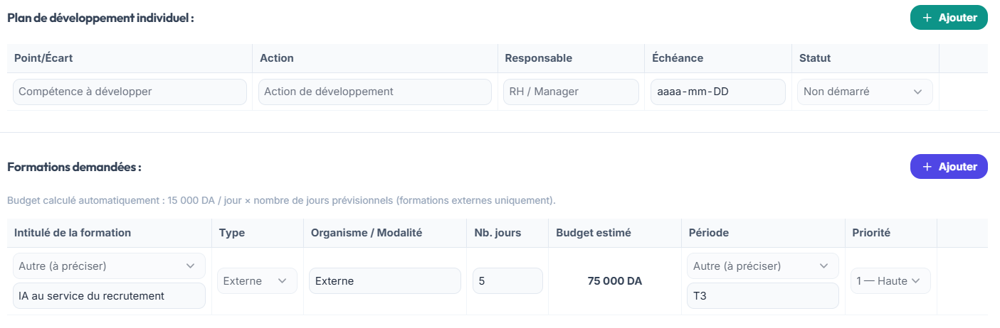 Plan de développement individuel :
+ Ajouter
Point/Écart Action Responsable Échéance Statut
Compétence à développer Action de développement RH / Manager aaaa-mm-DD Non démarré
Formations demandées :
+ Ajouter
Budget calculé automatiquement : 15 000 DA / jour × nombre de jours prévisionnels (formations externes uniquement).
Intitulé de la formation Type Organisme / Modalité Nb. jours Budget estimé Période Priorité
Autre (à préciser) Autre (à préciser)
Externe Externe 5 75 000 DA 1 — Haute
IA au service du recrutement T3